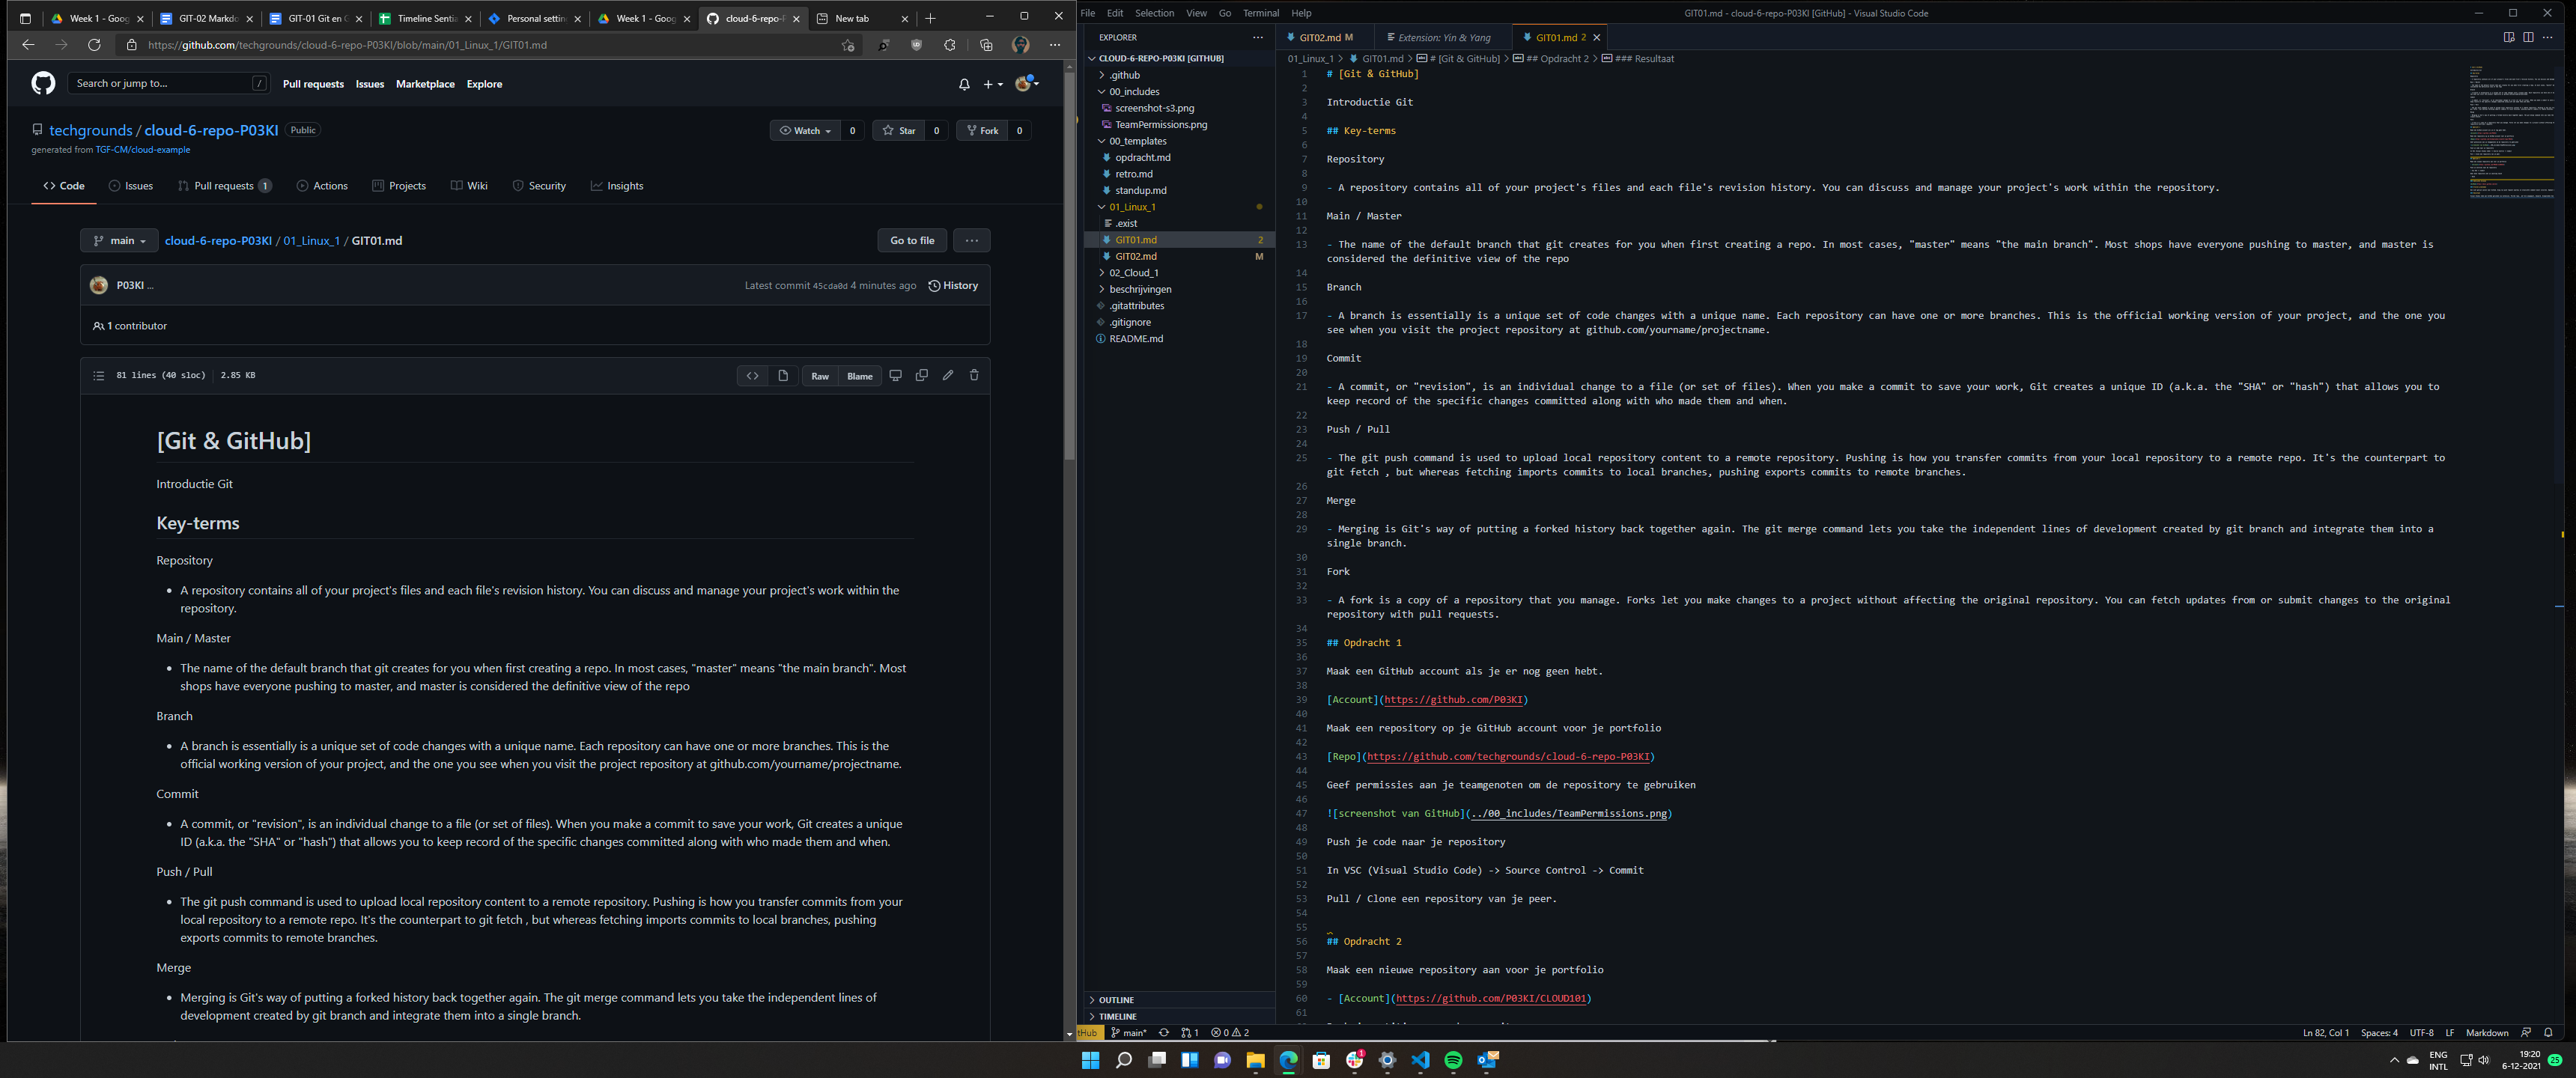 Week 1 - Goog
GIT-02 Markdo
GIT-01 Git en G
Timeline Sentia
Personal settin
Week 1 - Goog
cloud-6-repo-P
New tab
https://github.com/techgrounds/cloud-6-repo-P03KI/blob/main/01_Linux_1/GIT01.md
Search or jump to...
/
Pull requests
Issues
Marketplace
Explore
techgrounds / cloud-6-repo-P03KI
Public
generated from TGF-CM/cloud-example
Watch
0
Star
0
Fork
0
Code
Issues
Pull requests 1
Actions
Projects
Wiki
Security
Insights
main
cloud-6-repo-P03KI / 01_Linux_1 / GIT01.md
Go to file
...
P03KI ...
Latest commit 45cda0d 4 minutes ago
History
1 contributor
81 lines (40 sloc)
2.85 KB
Raw
Blame
[Git & GitHub]
Introductie Git
Key-terms
Repository
• A repository contains all of your project's files and each file's revision history. You can discuss and manage your project's work within the
repository.
Main / Master
• The name of the default branch that git creates for you when first creating a repo. In most cases, "master" means "the main branch". Most
shops have everyone pushing to master, and master is considered the definitive view of the repo
Branch
• A branch is essentially is a unique set of code changes with a unique name. Each repository can have one or more branches. This is the
official working version of your project, and the one you see when you visit the project repository at github.com/yourname/projectname.
Commit
• A commit, or "revision", is an individual change to a file (or set of files). When you make a commit to save your work, Git creates a unique
ID (a.k.a. the "SHA" or "hash") that allows you to keep record of the specific changes committed along with who made them and when.
Push / Pull
• The git push command is used to upload local repository content to a remote repository. Pushing is how you transfer commits from your
local repository to a remote repo. It's the counterpart to git fetch , but whereas fetching imports commits to local branches, pushing
exports commits to remote branches.
Merge
• Merging is Git's way of putting a forked history back together again. The git merge command lets you take the independent lines of
development created by git branch and integrate them into a single branch.
File
Edit
Selection
View
Go
Terminal
Help
GIT01.md - cloud-6-repo-P03KI [GitHub] - Visual Studio Code
EXPLORER
...
CLOUD-6-REPO-P03KI [GITHUB]
.github
00_includes
screenshot-s3.png
TeamPermissions.png
00_templates
opdracht.md
retro.md
standup.md
01_Linux_1
.exist
GIT01.md 2
GIT02.md M
02_Cloud_1
beschrijvingen
.gitattributes
.gitignore
README.md
OUTLINE
TIMELINE
GIT02.md M
Extension: Yin & Yang
GIT01.md 2
01_Linux_1 > GIT01.md > # [Git & GitHub] > ## Opdracht 2 > ### Resultaat
1 # [Git & GitHub]
2
3 Introductie Git
4
5 ## Key-terms
6
7 Repository
8
9 - A repository contains all of your project's files and each file's revision history. You can discuss and manage your project's work within the repository.
10
11 Main / Master
12
13 - The name of the default branch that git creates for you when first creating a repo. In most cases, "master" means "the main branch". Most shops have everyone pushing to master, and master is
considered the definitive view of the repo
14
15 Branch
16
17 - A branch is essentially is a unique set of code changes with a unique name. Each repository can have one or more branches. This is the official working version of your project, and the one you
see when you visit the project repository at github.com/yourname/projectname.
18
19 Commit
20
21 - A commit, or "revision", is an individual change to a file (or set of files). When you make a commit to save your work, Git creates a unique ID (a.k.a. the "SHA" or "hash") that allows you to
keep record of the specific changes committed along with who made them and when.
22
23 Push / Pull
24
25 - The git push command is used to upload local repository content to a remote repository. Pushing is how you transfer commits from your local repository to a remote repo. It's the counterpart to
git fetch , but whereas fetching imports commits to local branches, pushing exports commits to remote branches.
26
27 Merge
28
29 - Merging is Git's way of putting a forked history back together again. The git merge command lets you take the independent lines of development created by git branch and integrate them into a
single branch.
30
31 Fork
32
33 - A fork is a copy of a repository that you manage. Forks let you make changes to a project without affecting the original repository. You can fetch updates from or submit changes to the original
repository with pull requests.
34
35 ## Opdracht 1
36
37 Maak een GitHub account als je er nog geen hebt.
38
39 [Account](https://github.com/P03KI)
40
41 Maak een repository op je GitHub account voor je portfolio
42
43 [Repo](https://github.com/techgrounds/cloud-6-repo-P03KI)
44
45 Geef permissies aan je teamgenoten om de repository te gebruiken
46
47 ![screenshot van GitHub](../00_includes/TeamPermissions.png)
48
49 Push je code naar je repository
50
51 In VSC (Visual Studio Code) -> Source Control -> Commit
52
53 Pull / Clone een repository van je peer.
54
55
56 ## Opdracht 2
57
58 Maak een nieuwe repository aan voor je portfolio
59
60 - [Account](https://github.com/P03KI/CLOUD101)
61
tHub
main*
1
0
2
Ln 82, Col 1
Spaces: 4
UTF-8
LF
Markdown
1
ENG
INTL
19:20
6-12-2021
25